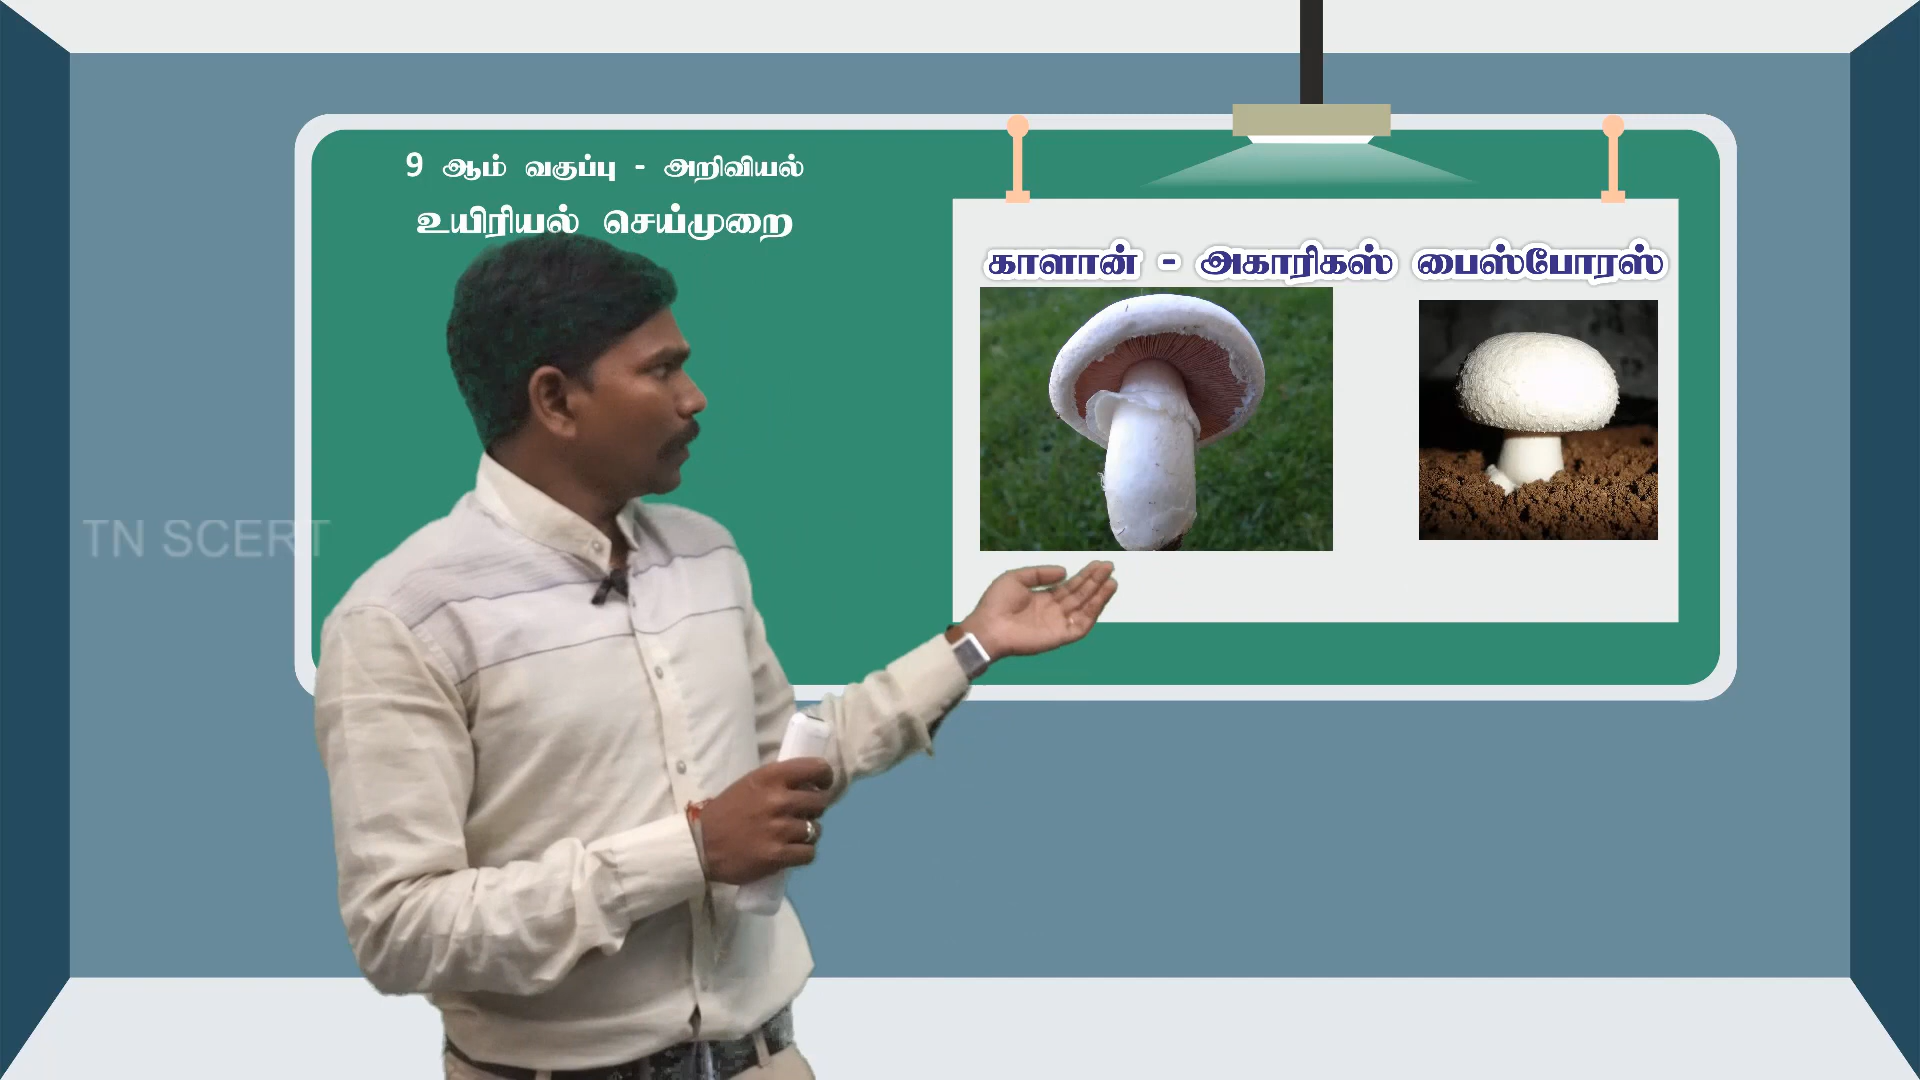 9 ஆம் வகுப்பு - அறிவியல்
உயிரியல் செய்முறை
காளான் - அகாரிகஸ் பைஸ்போரஸ்
TN SCERT